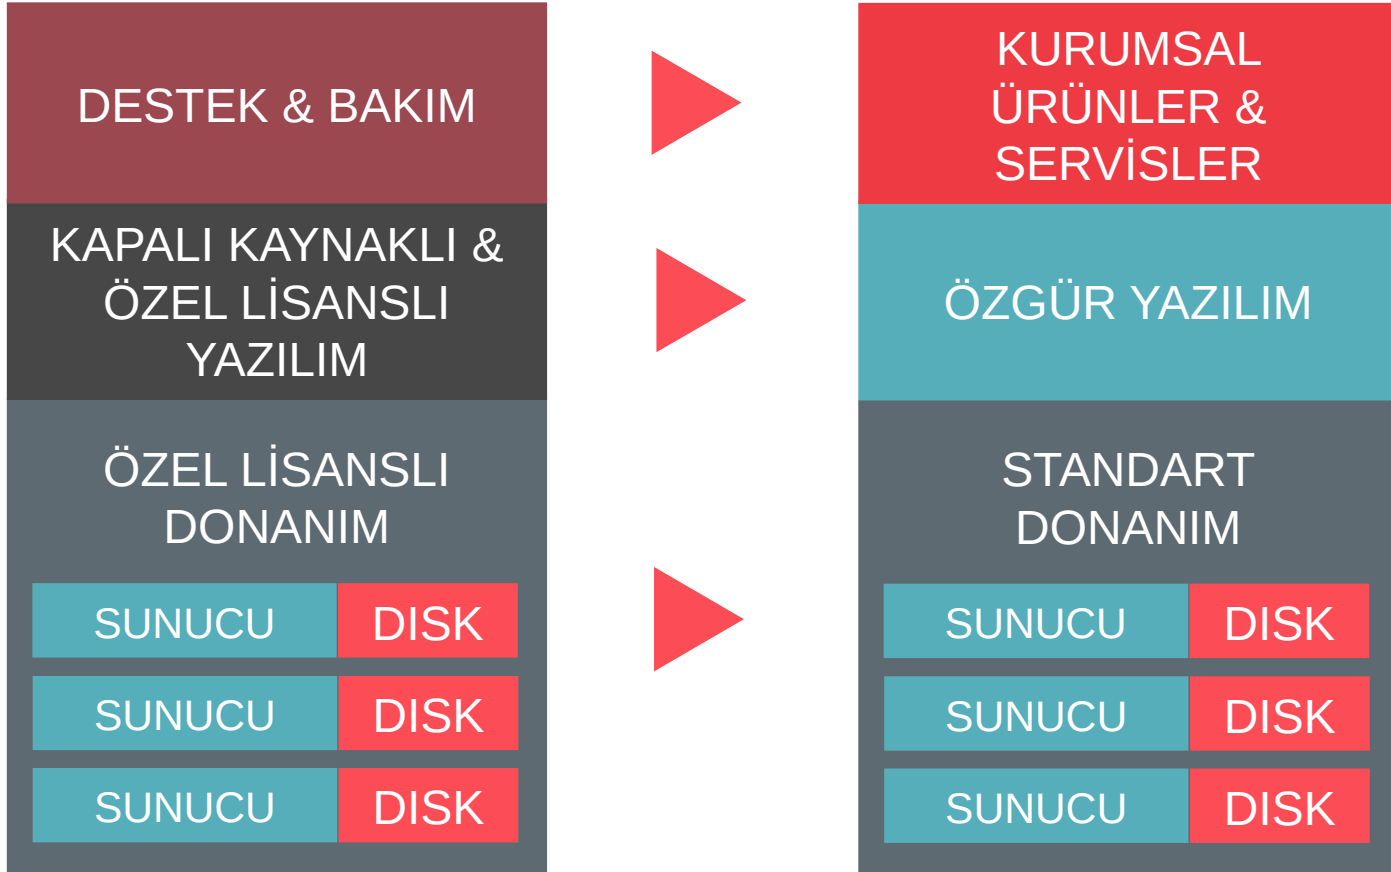 DESTEK & BAKIM
KAPALI KAYNAKLI &
ÖZEL LİSANSLI
YAZILIM
ÖZEL LİSANSLI
DONANIM
SUNUCU DISK
SUNUCU DISK
SUNUCU DISK
KURUMSAL
ÜRÜNLER &
SERVİSLER
ÖZGÜR YAZILIM
STANDART
DONANIM
SUNUCU DISK
SUNUCU DISK
SUNUCU DISK